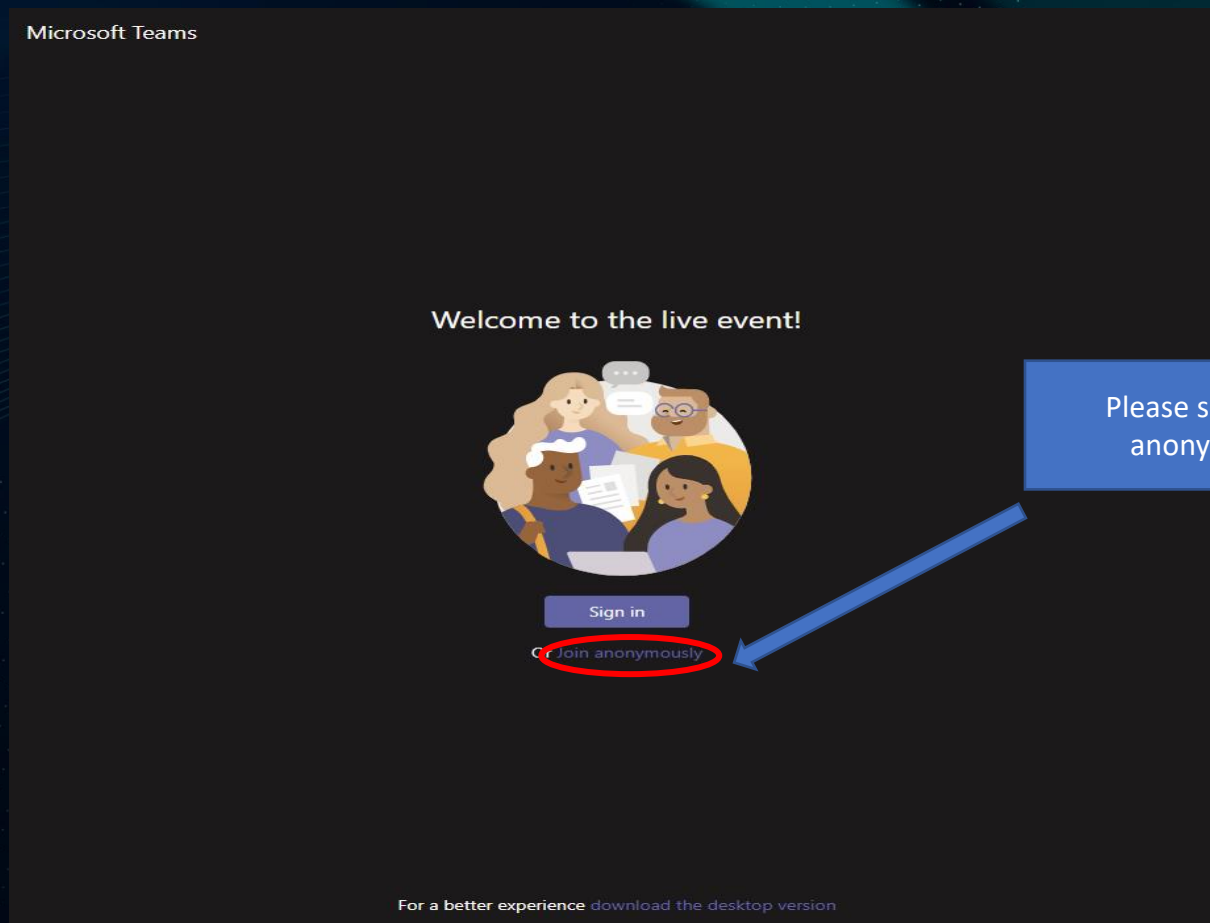 Microsoft Teams
Welcome to the live event!
Please s
anony
Sign in
Or Join anonymously
For a better experience download the desktop version